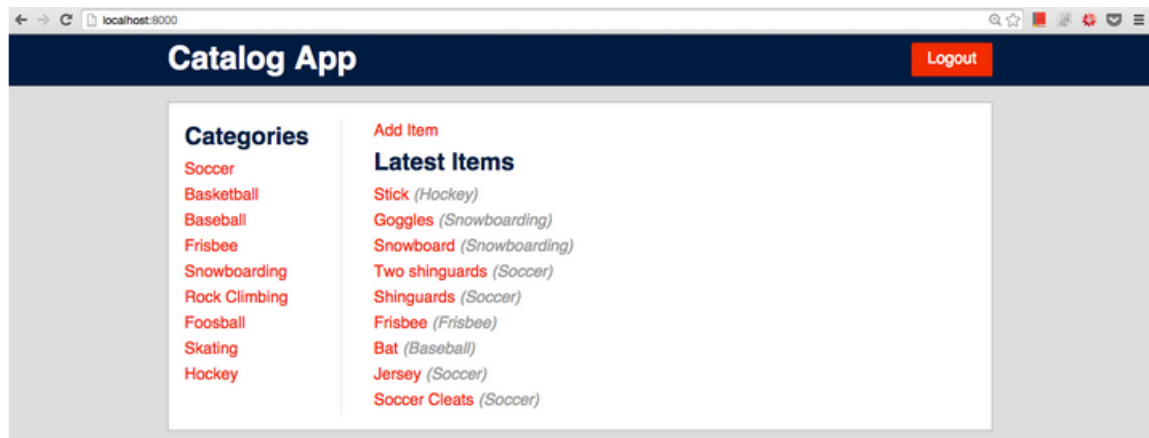 localhost:8000
Catalog App
Logout
Categories
Soccer
Basketball
Baseball
Frisbee
Snowboarding
Rock Climbing
Foosball
Skating
Hockey
Add Item
Latest Items
Stick (Hockey)
Goggles (Snowboarding)
Snowboard (Snowboarding)
Two shinguards (Soccer)
Shinguards (Soccer)
Frisbee (Frisbee)
Bat (Baseball)
Jersey (Soccer)
Soccer Cleats (Soccer)